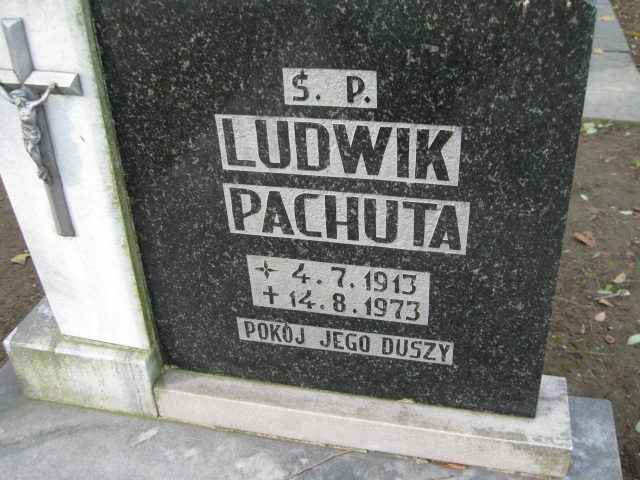 Ś. P.
LUDWIK
PACHUTA
4.7.1913
14.8.1973
POKÓJ JEGO DUSZY